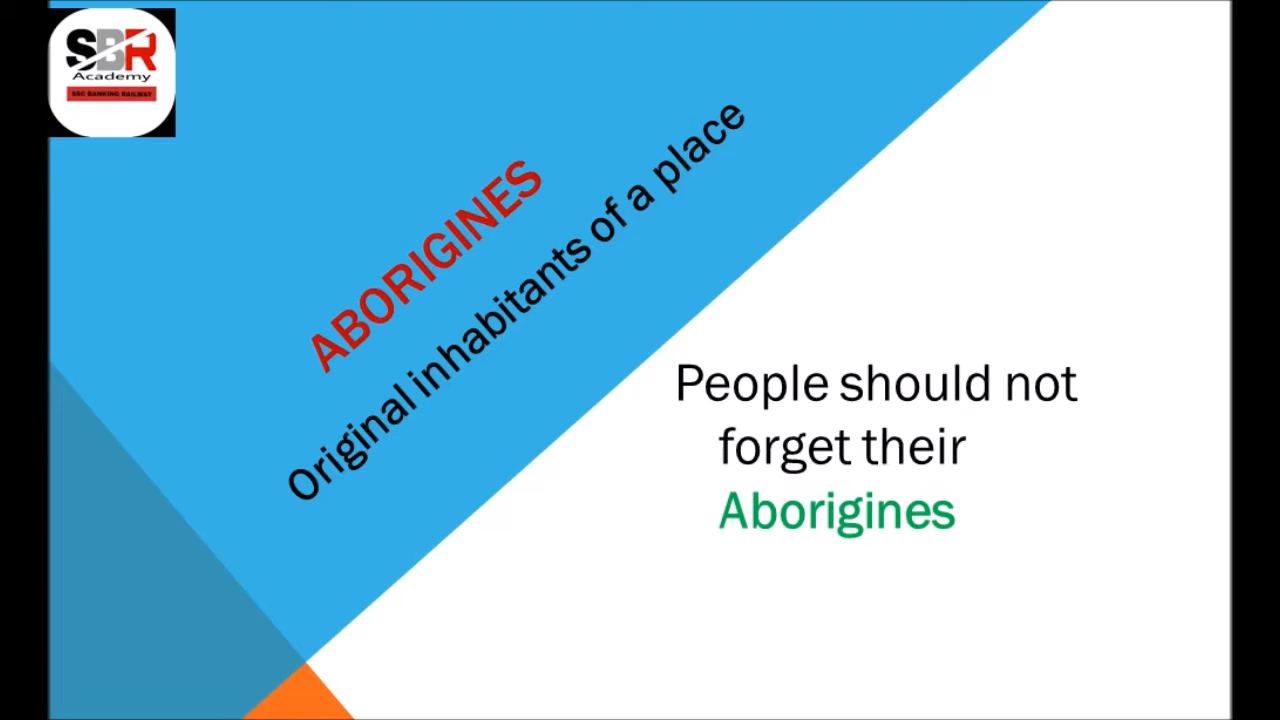 SBR
Academy
SSC BANKING RAILWAY
ABORIGINES
Original inhabitants of a place
People should not
forget their
Aborigines